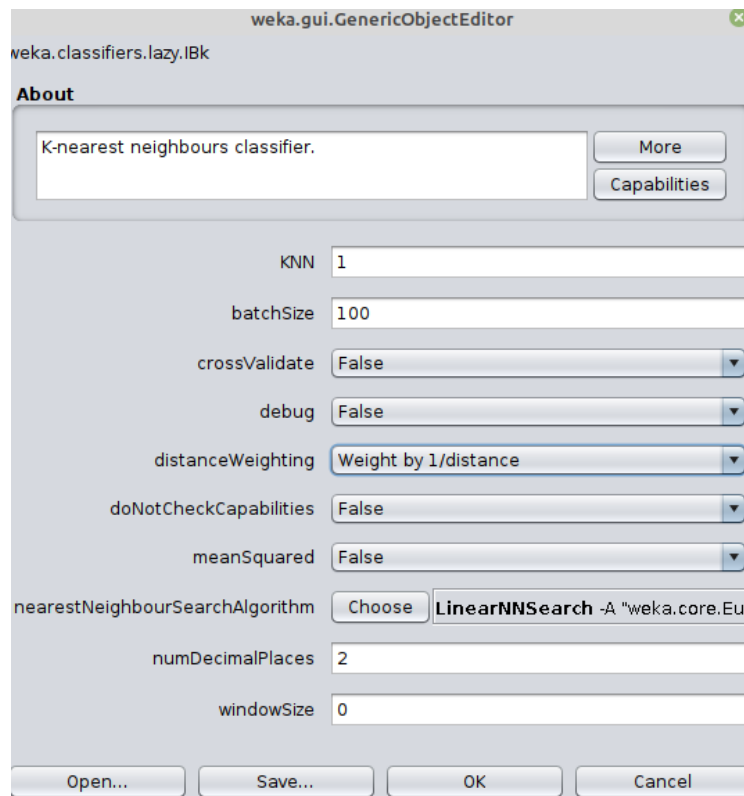 weka.gui.GenericObjectEditor
weka.classifiers.lazy.IBk
About
K-nearest neighbours classifier.
More
Capabilities
KNN 1
batchSize 100
crossValidate False
debug False
distanceWeighting Weight by 1/distance
doNotCheckCapabilities False
meanSquared False
nearestNeighbourSearchAlgorithm Choose LinearNNSearch -A "weka.core.Eu
numDecimalPlaces 2
windowSize 0
Open... Save... OK Cancel